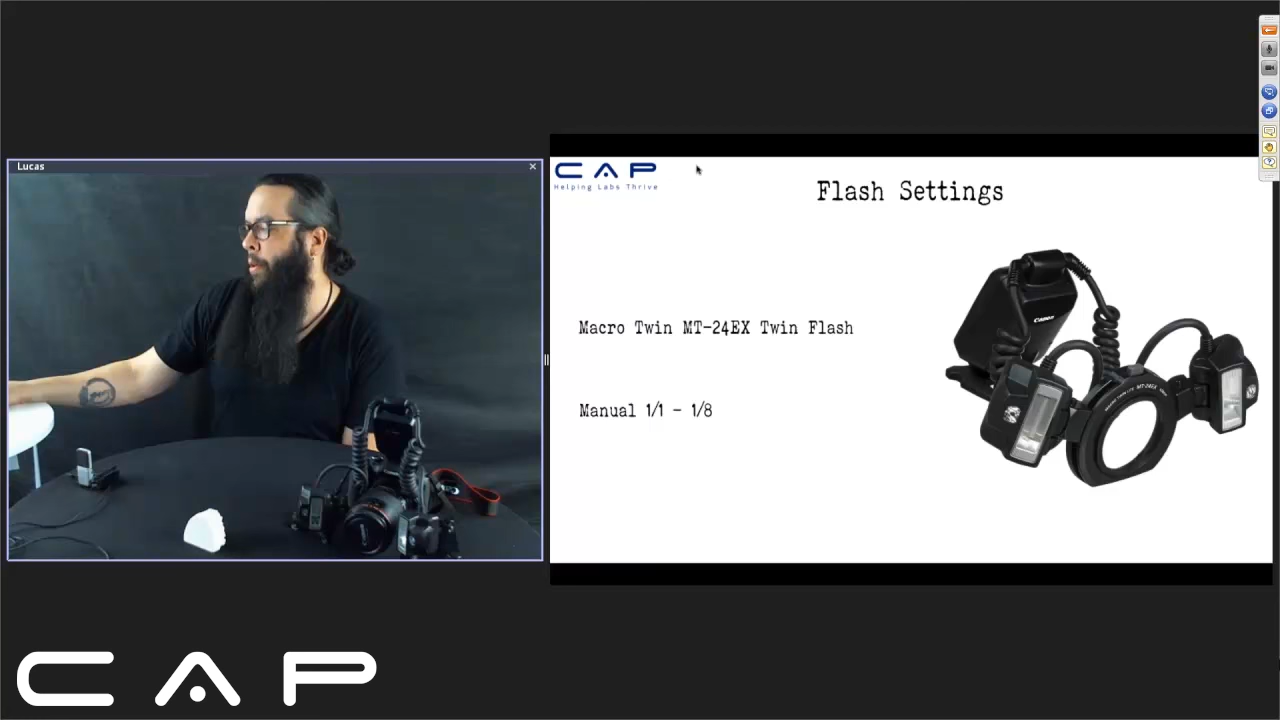 Lucas
CAP
Helping Labs Thrive
Flash Settings
Macro Twin MT-24EX Twin Flash
Manual 1/1 - 1/8
Canon
CAP